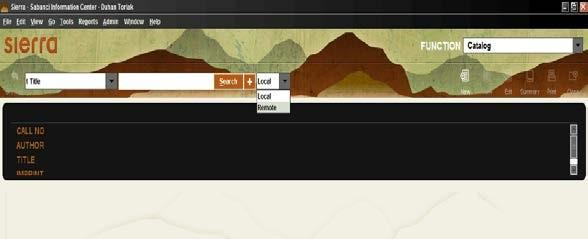 Sierra - Sabanci Information Center - Duhan Toriak
File Edit View Go Tools Reports Admin Window Help
sierra
FUNCTION Catalog
t Title Search + Local
Local
Remote
New Edit Summary Print Close
CALL NO
AUTHOR
TITLE
IMPRINT